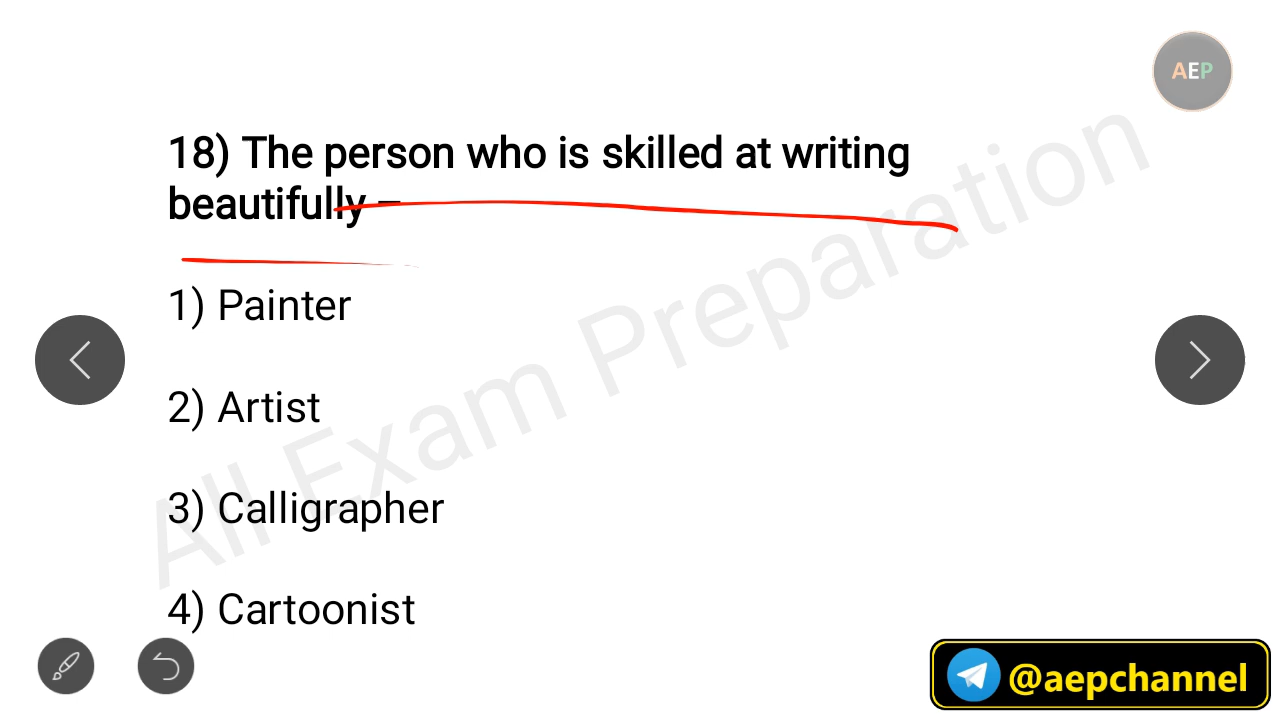 AEP
18) The person who is skilled at writing
beautifully –
1) Painter
2) Artist
3) Calligrapher
4) Cartoonist
All Exam Preparation
@aepchannel